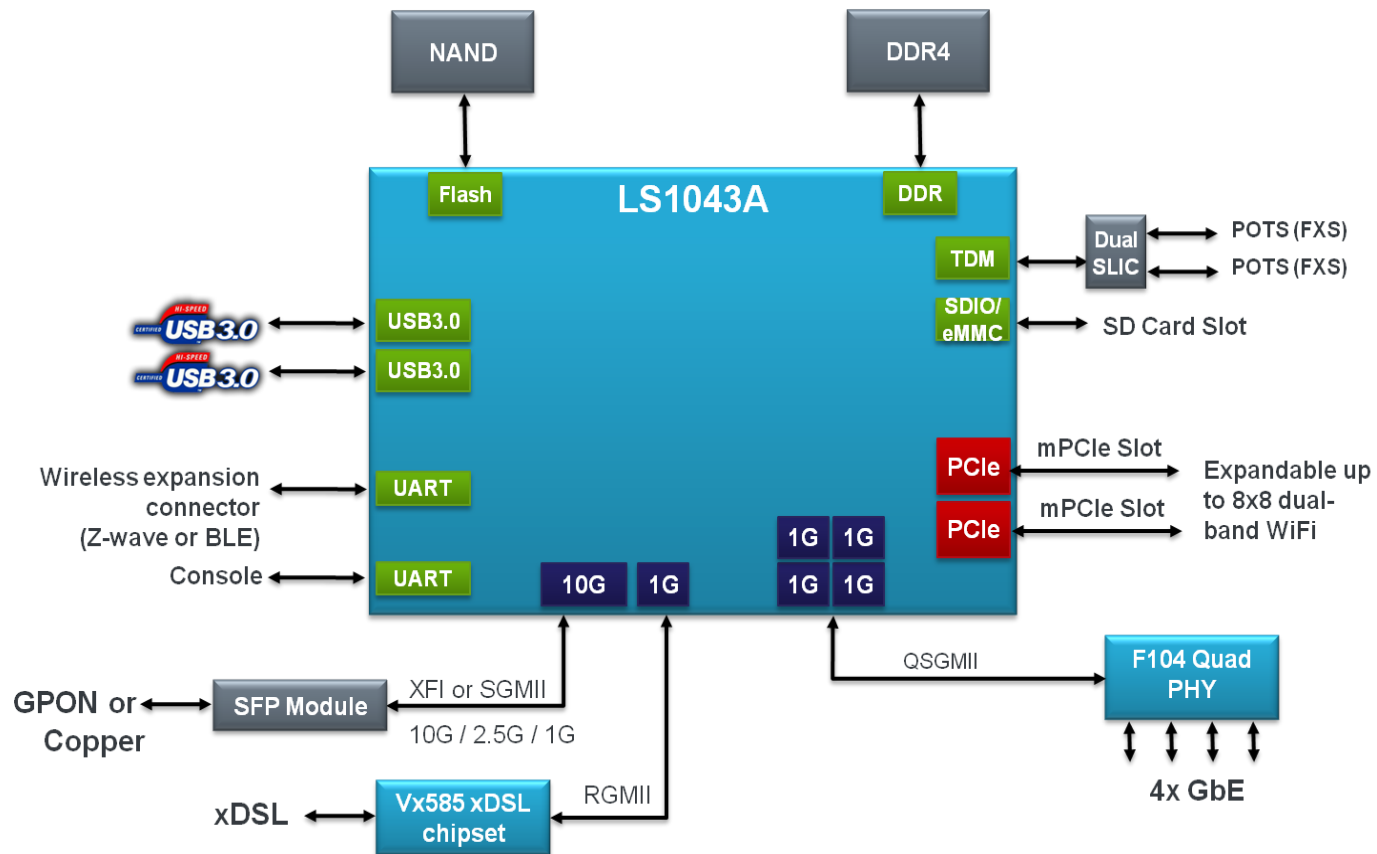 NAND
DDR4
Flash
LS1043A
DDR
TDM
Dual
SLIC
POTS (FXS)
POTS (FXS)
SDIO/
eMMC
SD Card Slot
HI-SPEED
CERTIFIED USB3.0
USB3.0
HI-SPEED
CERTIFIED USB3.0
USB3.0
PCIe
mPCIe Slot
PCIe
mPCIe Slot
Expandable up
to 8x8 dual-
band WiFi
Wireless expansion
connector
(Z-wave or BLE)
UART
Console
UART
10G
1G
1G
1G
1G
1G
XFI or SGMII
10G / 2.5G / 1G
SFP Module
GPON or
Copper
RGMII
Vx585 xDSL
chipset
xDSL
QSGMII
F104 Quad
PHY
4x GbE